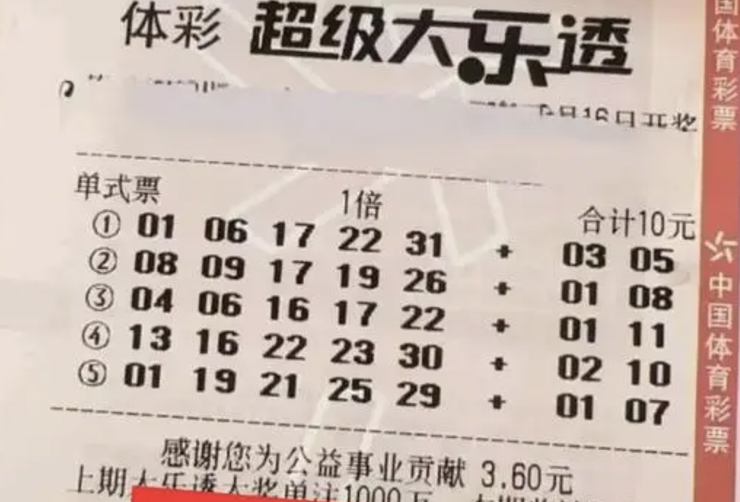 体彩 超级大乐透
月16日开奖
单式票 1倍 合计10元
① 01 06 17 22 31 + 03 05
② 08 09 17 19 26 + 01 08
③ 04 06 16 17 22 + 01 11
④ 13 16 22 23 30 + 02 10
⑤ 01 19 21 25 29 + 01 07
感谢您为公益事业贡献 3.60元
上期大乐透大奖单注1000万
国体育彩票
中国体育彩票